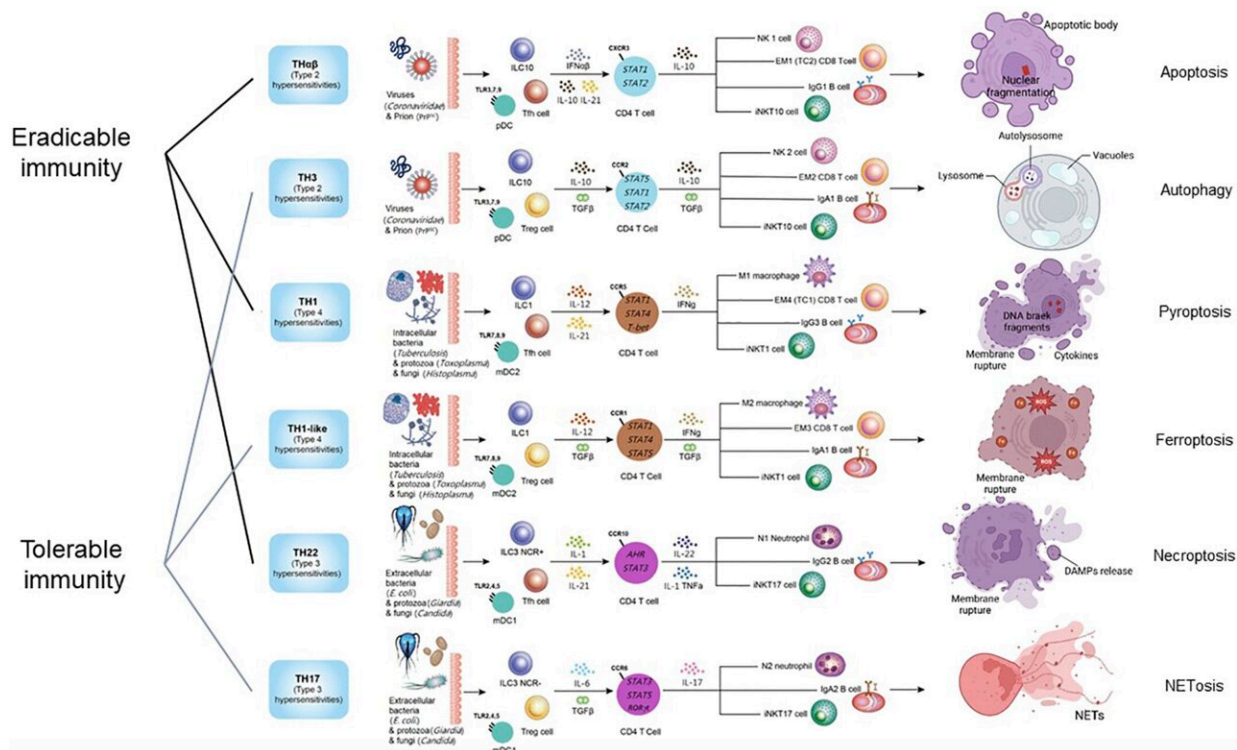 Eradicable
immunity
Tolerable
immunity
THαβ
(Type 2
hypersensitivities)
Viruses
(Coronaviridae)
& Prion (PrPsc)
TLR3,7,9
pDC
ILC10
Tfh cell
IFNαβ
IL-10 IL-21
CXCR3
STAT1
STAT2
CD4 T cell
IL-10
NK 1 cell
EM1 (TC2) CD8 Tcell
IgG1 B cell
iNKT10 cell
Apoptotic body
Nuclear
fragmentation
Apoptosis
TH3
(Type 2
hypersensitivities)
Viruses
(Coronaviridae)
& Prion (PrPsc)
TLR3,7,9
pDC
ILC10
Treg cell
IL-10
TGFβ
CCR2
STAT5
STAT1
STAT2
CD4 T Cell
IL-10
TGFβ
NK 2 cell
EM2 CD8 T cell
IgA1 B cell
iNKT10 cell
Autolysosome
Lysosome
Vacuoles
Autophagy
TH1
(Type 4
hypersensitivities)
Intracellular
bacteria
(Tuberculosis)
& protozoa (Toxoplasma)
& fungi (Histoplasma)
TLR7,8,9
mDC2
ILC1
Tfh cell
IL-12
IL-21
CCR5
STAT1
STAT4
T-bet
CD4 T cell
IFNg
M1 macrophage
EM4 (TC1) CD8 T cell
IgG3 B cell
iNKT1 cell
DNA braek
fragments
Membrane
rupture
Cytokines
Pyroptosis
TH1-like
(Type 4
hypersensitivities)
Intracellular
bacteria
(Tuberculosis)
& protozoa (Toxoplasma)
& fungi (Histoplasma)
TLR7,8,9
mDC2
ILC1
Treg cell
IL-12
TGFβ
CCR1
STAT1
STAT4
STAT5
CD4 T Cell
IFNg
TGFβ
M2 macrophage
EM3 CD8 T cell
IgA1 B cell
iNKT1 cell
ROS
Fe
Fe
Fe
Fe
ROS
Membrane
rupture
Ferroptosis
TH22
(Type 3
hypersensitivities)
Extracellular
bacteria
(E. coli)
& protozoa (Giardia)
& fungi (Candida)
TLR2,4,5
mDC1
ILC3 NCR+
Tfh cell
IL-1
IL-21
CCR10
AHR
STAT3
CD4 T cell
IL-22
IL-1 TNFa
N1 Neutrophil
IgG2 B cell
iNKT17 cell
DAMPs release
Membrane
rupture
Necroptosis
TH17
(Type 3
hypersensitivities)
Extracellular
bacteria
(E. coli)
& protozoa (Giardia)
& fungi (Candida)
TLR2,4,5
mDC1
ILC3 NCR-
Treg cell
IL-6
TGFβ
CCR6
STAT3
STAT5
CD4 T cell
IL-17
N2 neutrophil
IgA2 B cell
iNKT17 cell
NETs
NETosis